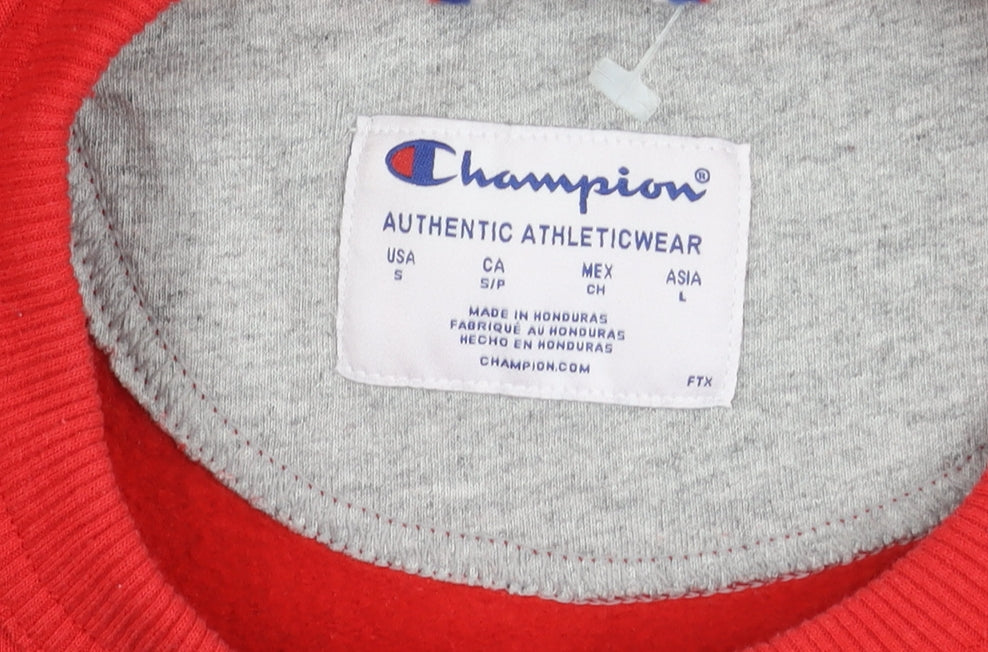 Champion®
AUTHENTIC ATHLETICWEAR
USA CA MEX ASIA
S S/P CH L
MADE IN HONDURAS
FABRIQUÉ AU HONDURAS
HECHO EN HONDURAS
CHAMPION.COM
FTX